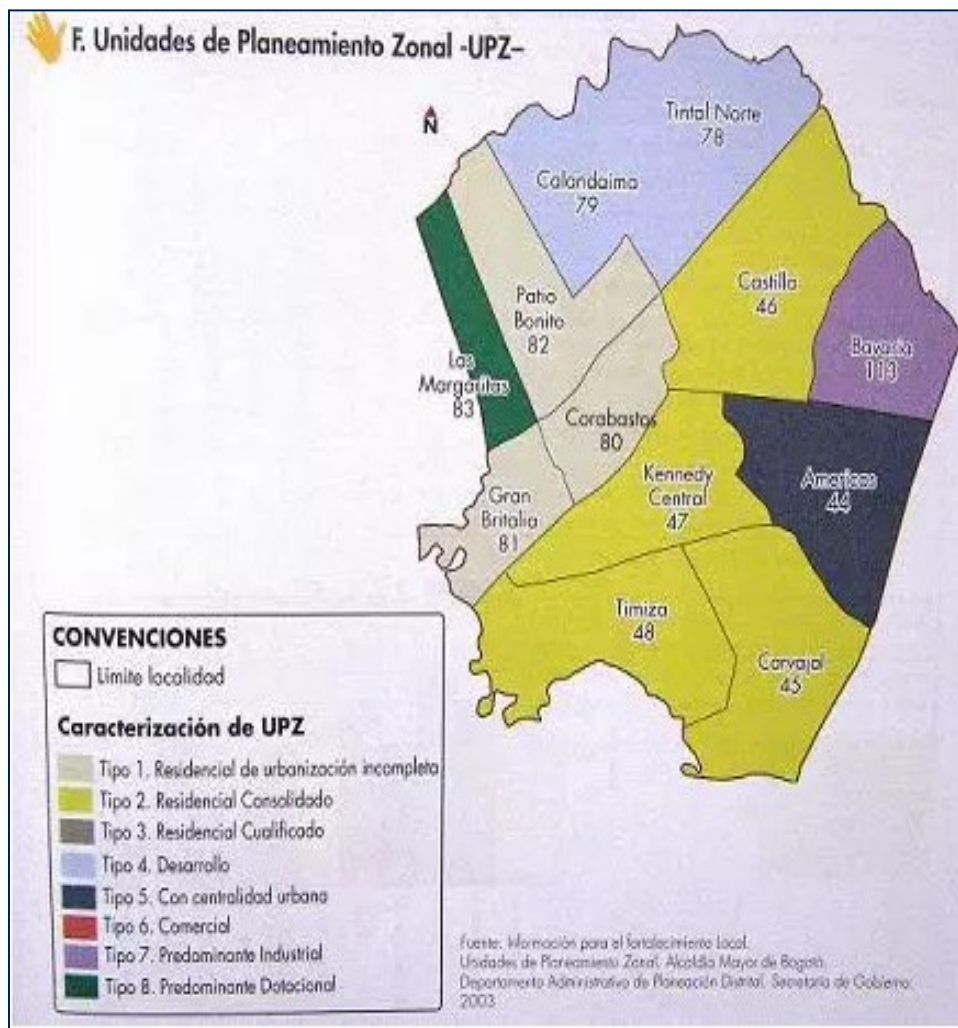 F. Unidades de Planeamiento Zonal -UPZ-
N
Tintal Norte
78
Calandaima
79
Castilla
46
Patio
Bonito
82
Bavaria
113
Las
Margaritas
83
Corabastos
80
Kennedy
Central
47
Americas
44
Gran
Britalia
81
Timiza
48
Carvajal
45
CONVENCIONES
Límite localidad
Caracterización de UPZ
Tipo 1. Residencial de urbanización incompleta
Tipo 2. Residencial Consolidado
Tipo 3. Residencial Cualificado
Tipo 4. Desarrollo
Tipo 5. Con centralidad urbana
Tipo 6. Comercial
Tipo 7. Predominante Industrial
Tipo 8. Predominante Dotacional
Fuente: Información para el fortalecimiento Local.
Unidades de Planeamiento Zonal. Alcaldía Mayor de Bogotá.
Departamento Administrativo de Planeación Distrital. Secretaría de Gobierno.
2003